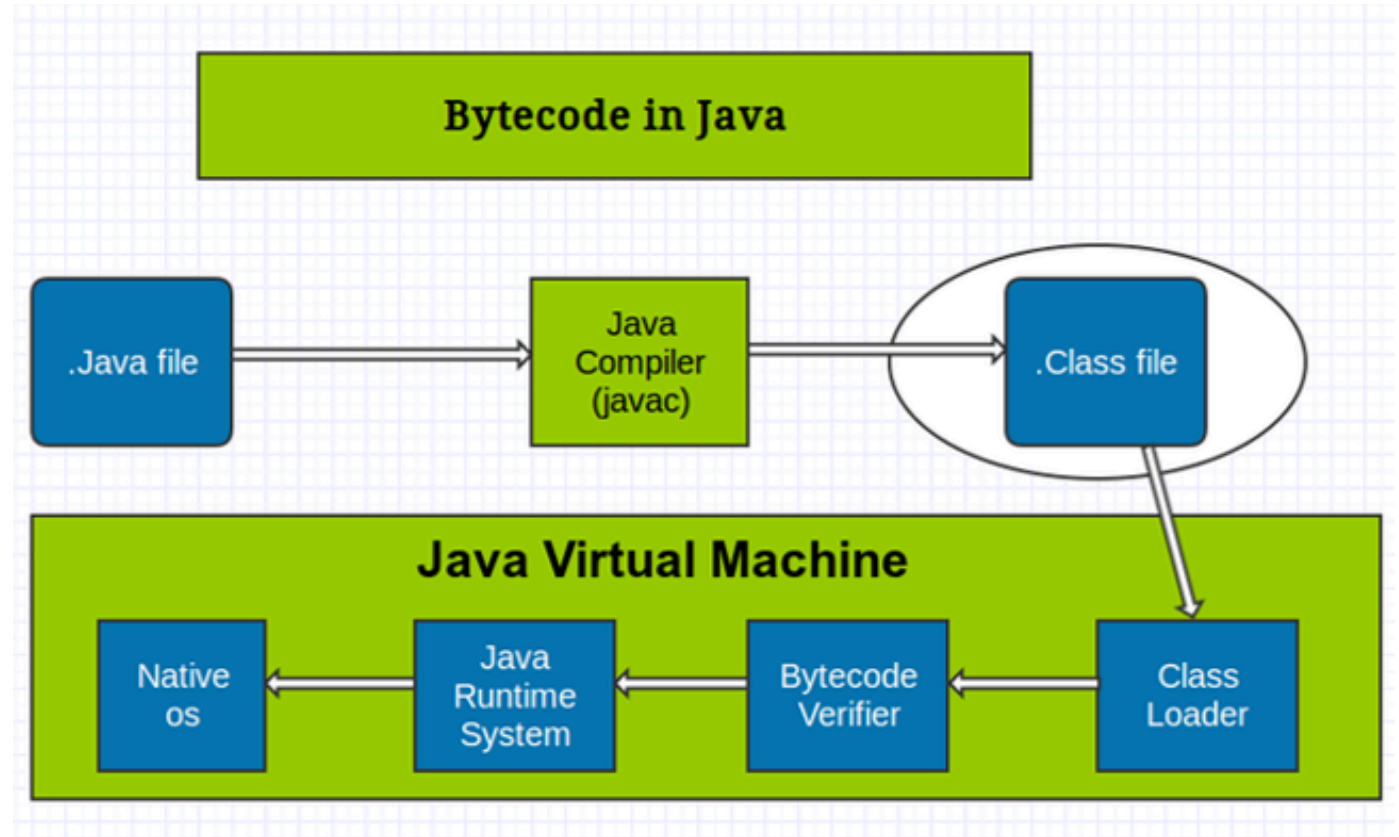 Bytecode in Java
.Java file
Java
Compiler
(javac)
.Class file
Java Virtual Machine
Native
os
Java
Runtime
System
Bytecode
Verifier
Class
Loader